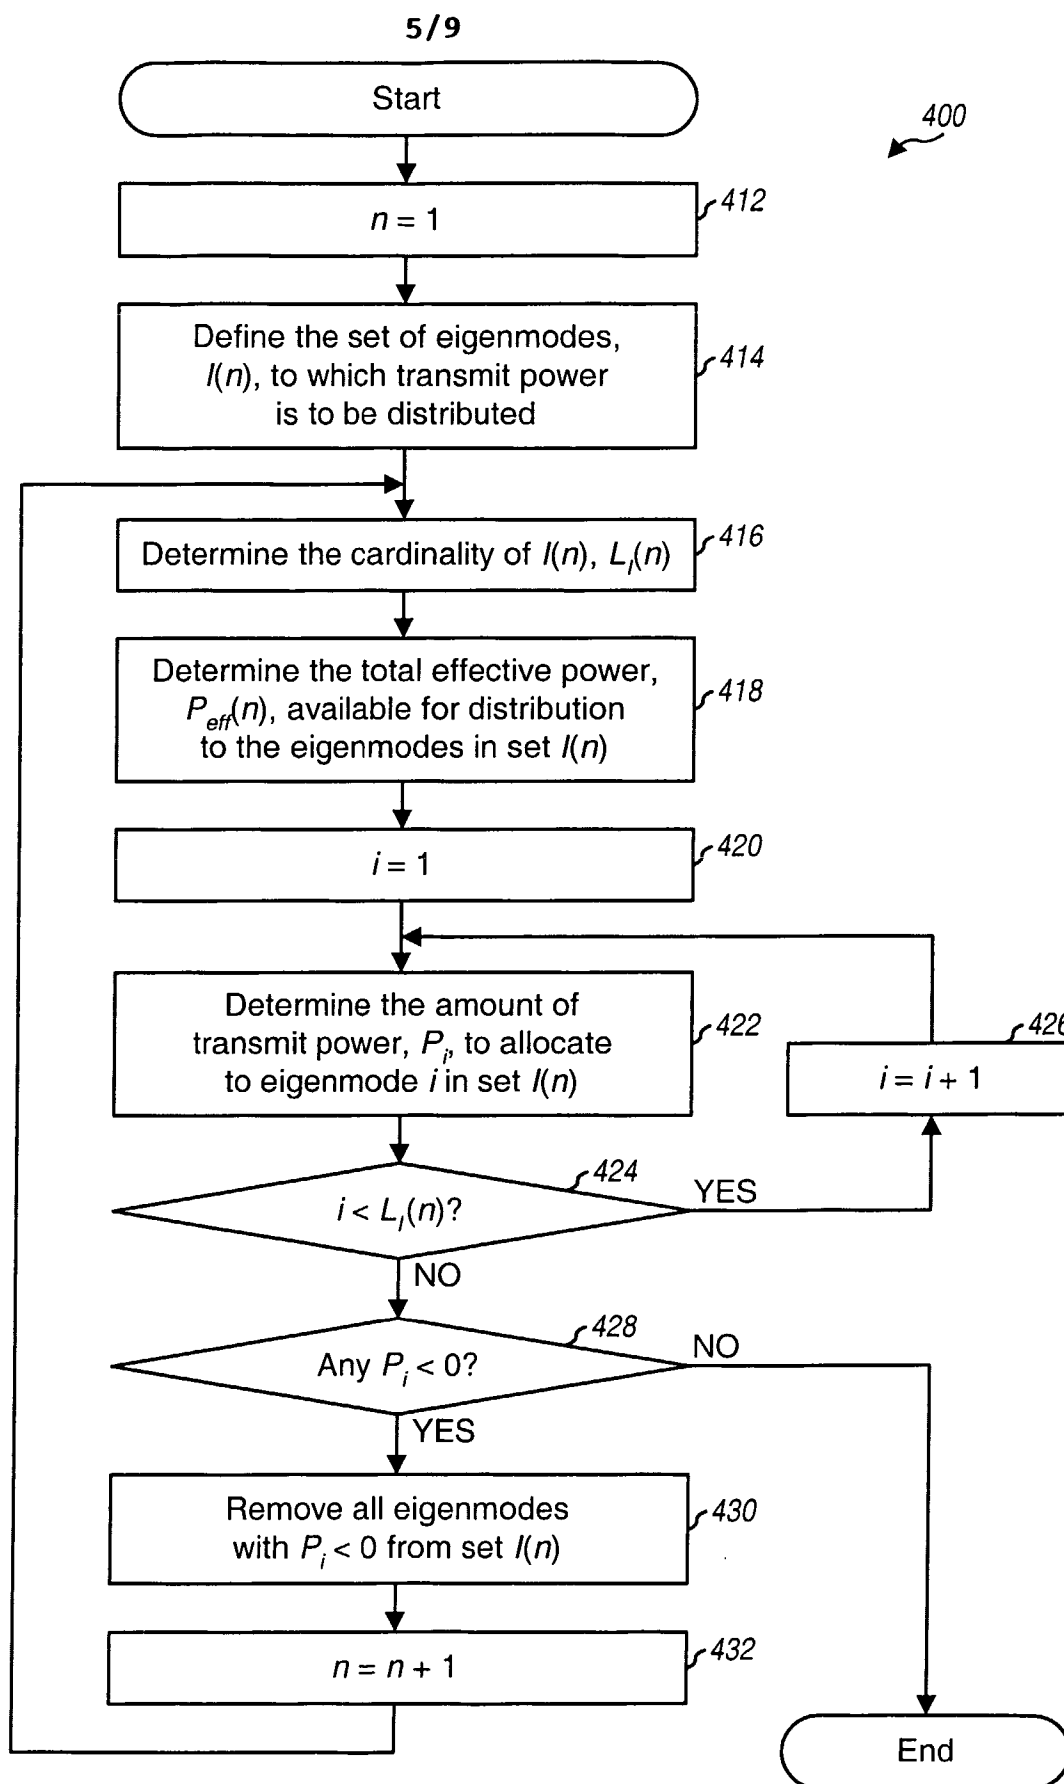 5/9
Start
400
412
n = 1
Define the set of eigenmodes,
I(n), to which transmit power
is to be distributed
414
Determine the cardinality of I(n), L_I(n)
416
Determine the total effective power,
P_eff(n), available for distribution
to the eigenmodes in set I(n)
418
i = 1
420
Determine the amount of
transmit power, P_i, to allocate
to eigenmode i in set I(n)
422
426
i = i + 1
424
i < L_I(n)?
YES
NO
428
Any P_i < 0?
NO
YES
Remove all eigenmodes
with P_i < 0 from set I(n)
430
n = n + 1
432
End